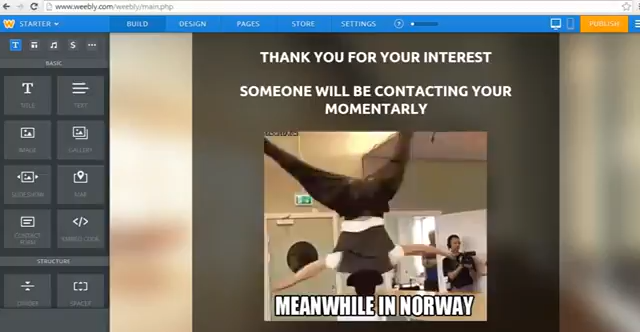 www.weebly.com/weebly/main.php
STARTER
BUILD
DESIGN
PAGES
STORE
SETTINGS
?
PUBLISH
T
S
BASIC
T
TITLE
TEXT
IMAGE
GALLERY
SLIDESHOW
MAP
CONTACT
FORM
EMBED CODE
STRUCTURE
DIVIDER
SPACER
THANK YOU FOR YOUR INTEREST
SOMEONE WILL BE CONTACTING YOUR
MOMENTARLY
MEANWHILE IN NORWAY